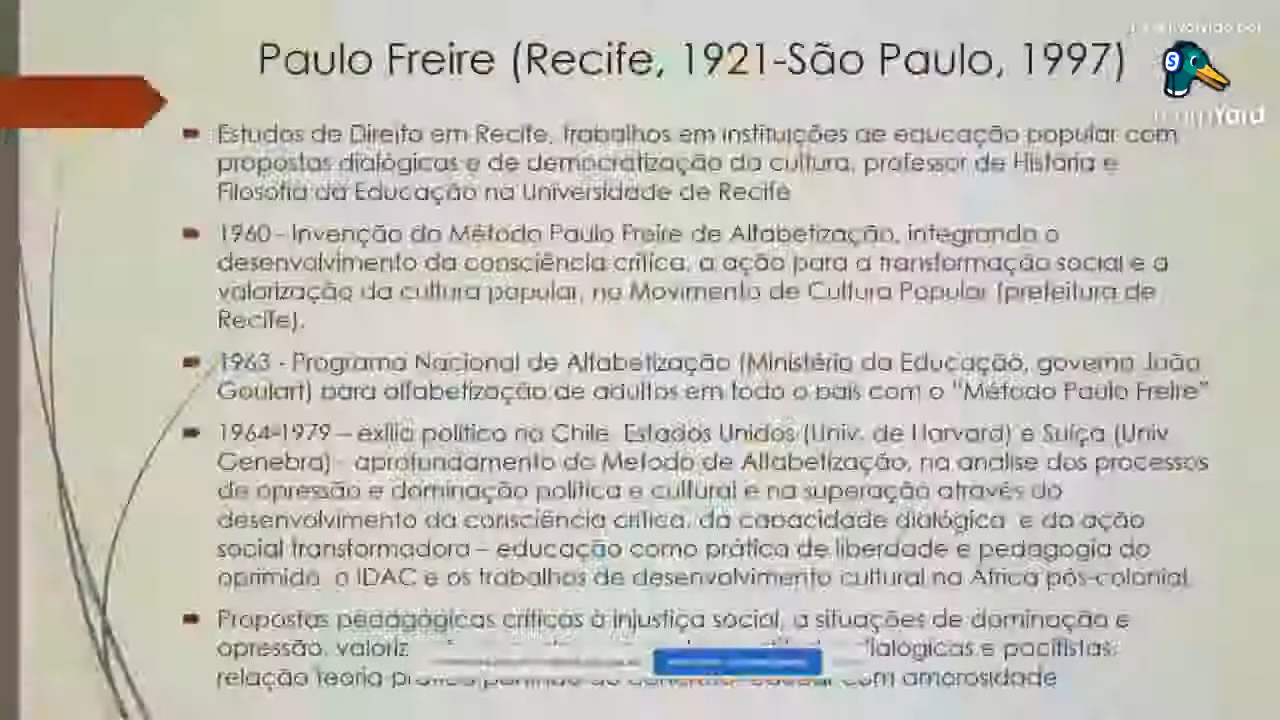 Desenvolvido por
Paulo Freire (Recife, 1921-São Paulo, 1997)
Yard
Estudos de Direito em Recife, trabalhos em instituições de educação popular com
propostas dialógicas e de democratização da cultura, professor de História e
Filosofia da Educação na Universidade de Recife
1960 - Invenção do Método Paulo Freire de Alfabetização, integrando o
desenvolvimento da consciência crítica, a ação para a transformação social e a
valorização da cultura popular, no Movimento de Cultura Popular (prefeitura de
Recife).
1963 - Programa Nacional de Alfabetização (Ministério da Educação, governo João
Goulart) para alfabetização de adultos em todo o país com o "Método Paulo Freire"
1964-1979 – exílio político no Chile, Estados Unidos (Univ. de Harvard) e Suíça (Univ
Genebra) - aprofundamento do Método de Alfabetização, na análise dos processos
de opressão e dominação política e cultural e na superação através do
desenvolvimento da consciência crítica, da capacidade dialógica e da ação
social transformadora – educação como prática de liberdade e pedagogia do
oprimido, o IDAC e os trabalhos de desenvolvimento cultural na África pós-colonial
Propostas pedagógicas críticas à injustiça social, a situações de dominação e
opressão, dialógicas e pacifistas;
relação teoria com amorosidade